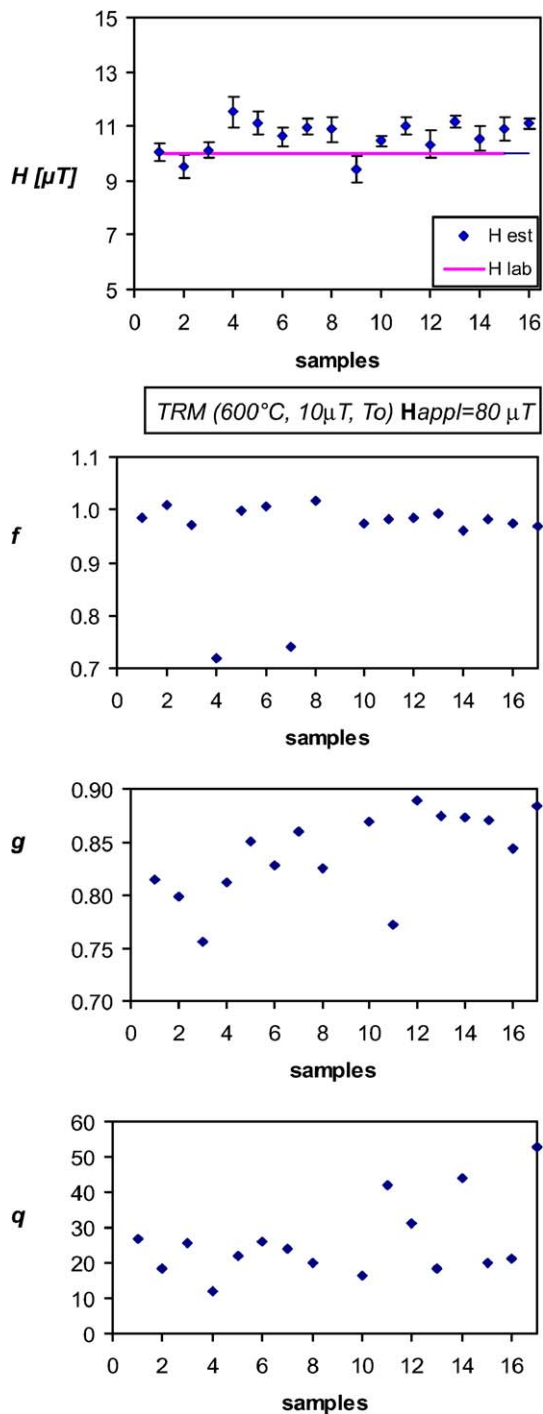 15
13
11
9
7
5
H [µT]
H est
H lab
0 2 4 6 8 10 12 14 16
samples
TRM (600°C, 10µT, To) Happl=80 µT
1.1
1.0
0.9
0.8
0.7
f
0 2 4 6 8 10 12 14 16
samples
0.90
0.85
0.80
0.75
0.70
g
0 2 4 6 8 10 12 14 16
samples
60
50
40
30
20
10
0
q
0 2 4 6 8 10 12 14 16
samples